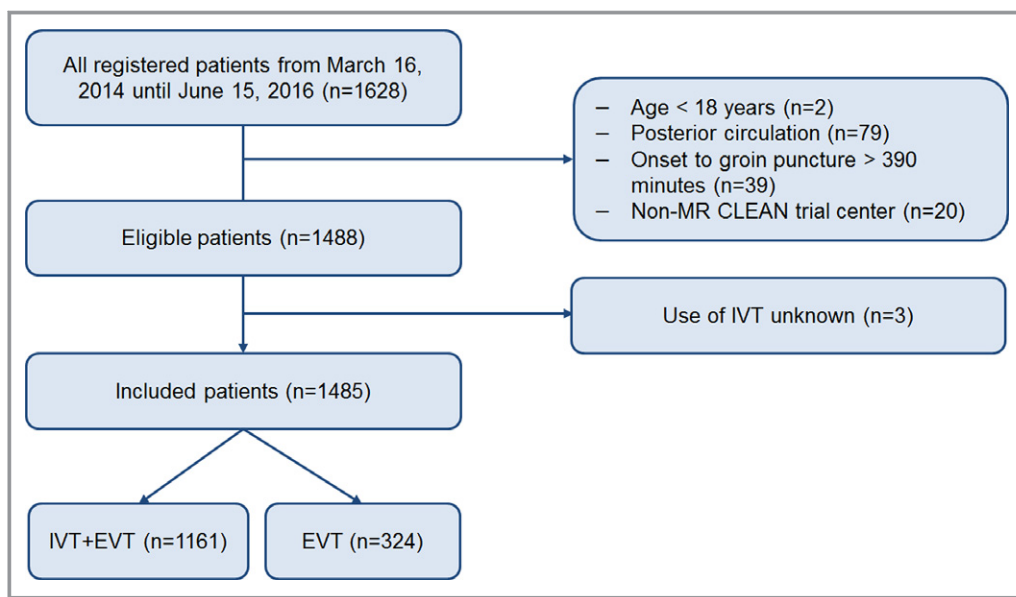 All registered patients from March 16,
2014 until June 15, 2016 (n=1628)
– Age < 18 years (n=2)
– Posterior circulation (n=79)
– Onset to groin puncture > 390
minutes (n=39)
– Non-MR CLEAN trial center (n=20)
Eligible patients (n=1488)
Use of IVT unknown (n=3)
Included patients (n=1485)
IVT+EVT (n=1161)
EVT (n=324)